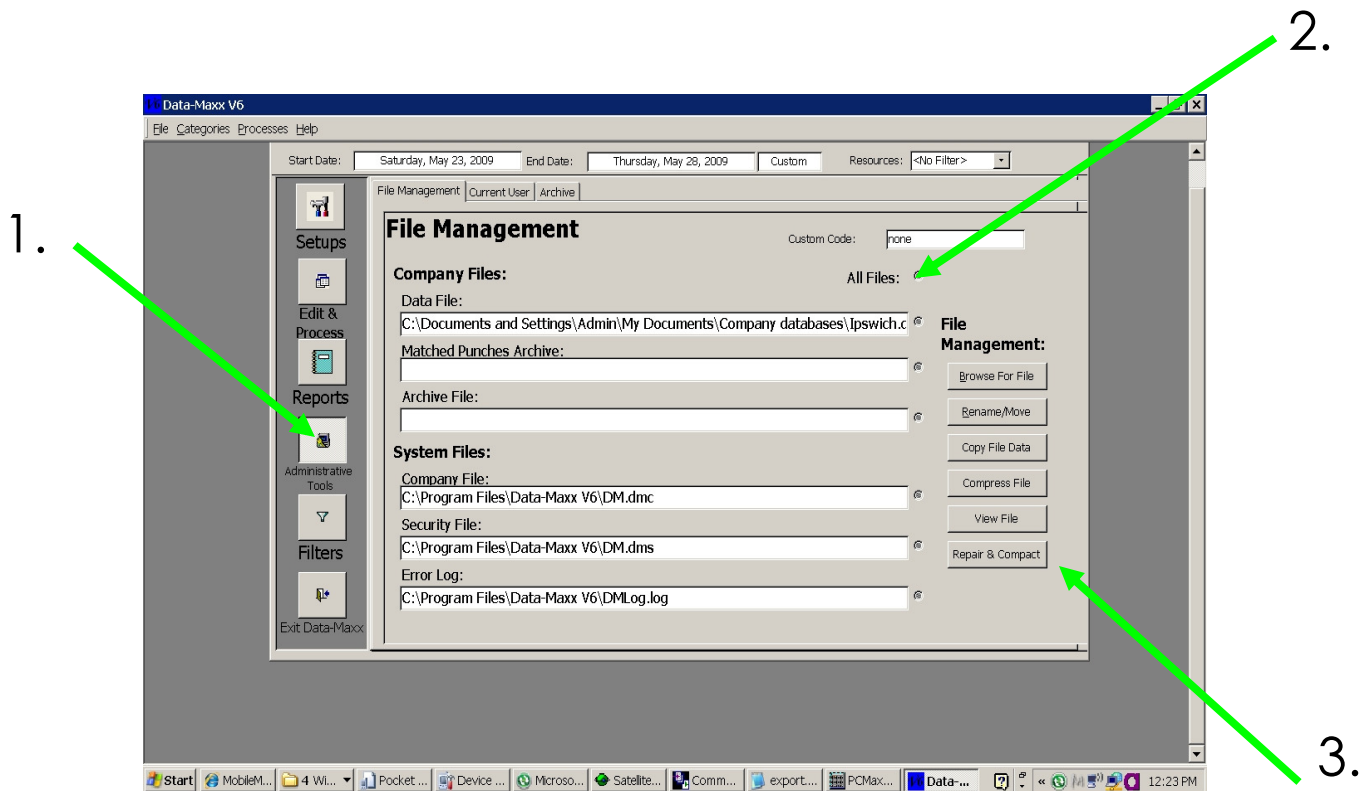 2.
Data-Maxx V6
File Categories Processes Help
Start Date: Saturday, May 23, 2009 End Date: Thursday, May 28, 2009 Custom Resources: <No Filter>
File Management Current User Archive
1.
Setups
Edit &
Process
Reports
Administrative
Tools
Filters
Exit Data-Maxx
File Management
Custom Code: none
Company Files:
All Files:
Data File:
C:\Documents and Settings\Admin\My Documents\Company databases\Ipswich.c
Matched Punches Archive:
Archive File:
System Files:
Company File:
C:\Program Files\Data-Maxx V6\DM.dmc
Security File:
C:\Program Files\Data-Maxx V6\DM.dms
Error Log:
C:\Program Files\Data-Maxx V6\DMLog.log
File
Management:
Browse For File
Rename/Move
Copy File Data
Compress File
View File
Repair & Compact
3.
Start MobileM... 4 Wi... Pocket ... Device ... Microso... Satellite... Comm... export.... PCMax... Data-... « 12:23 PM